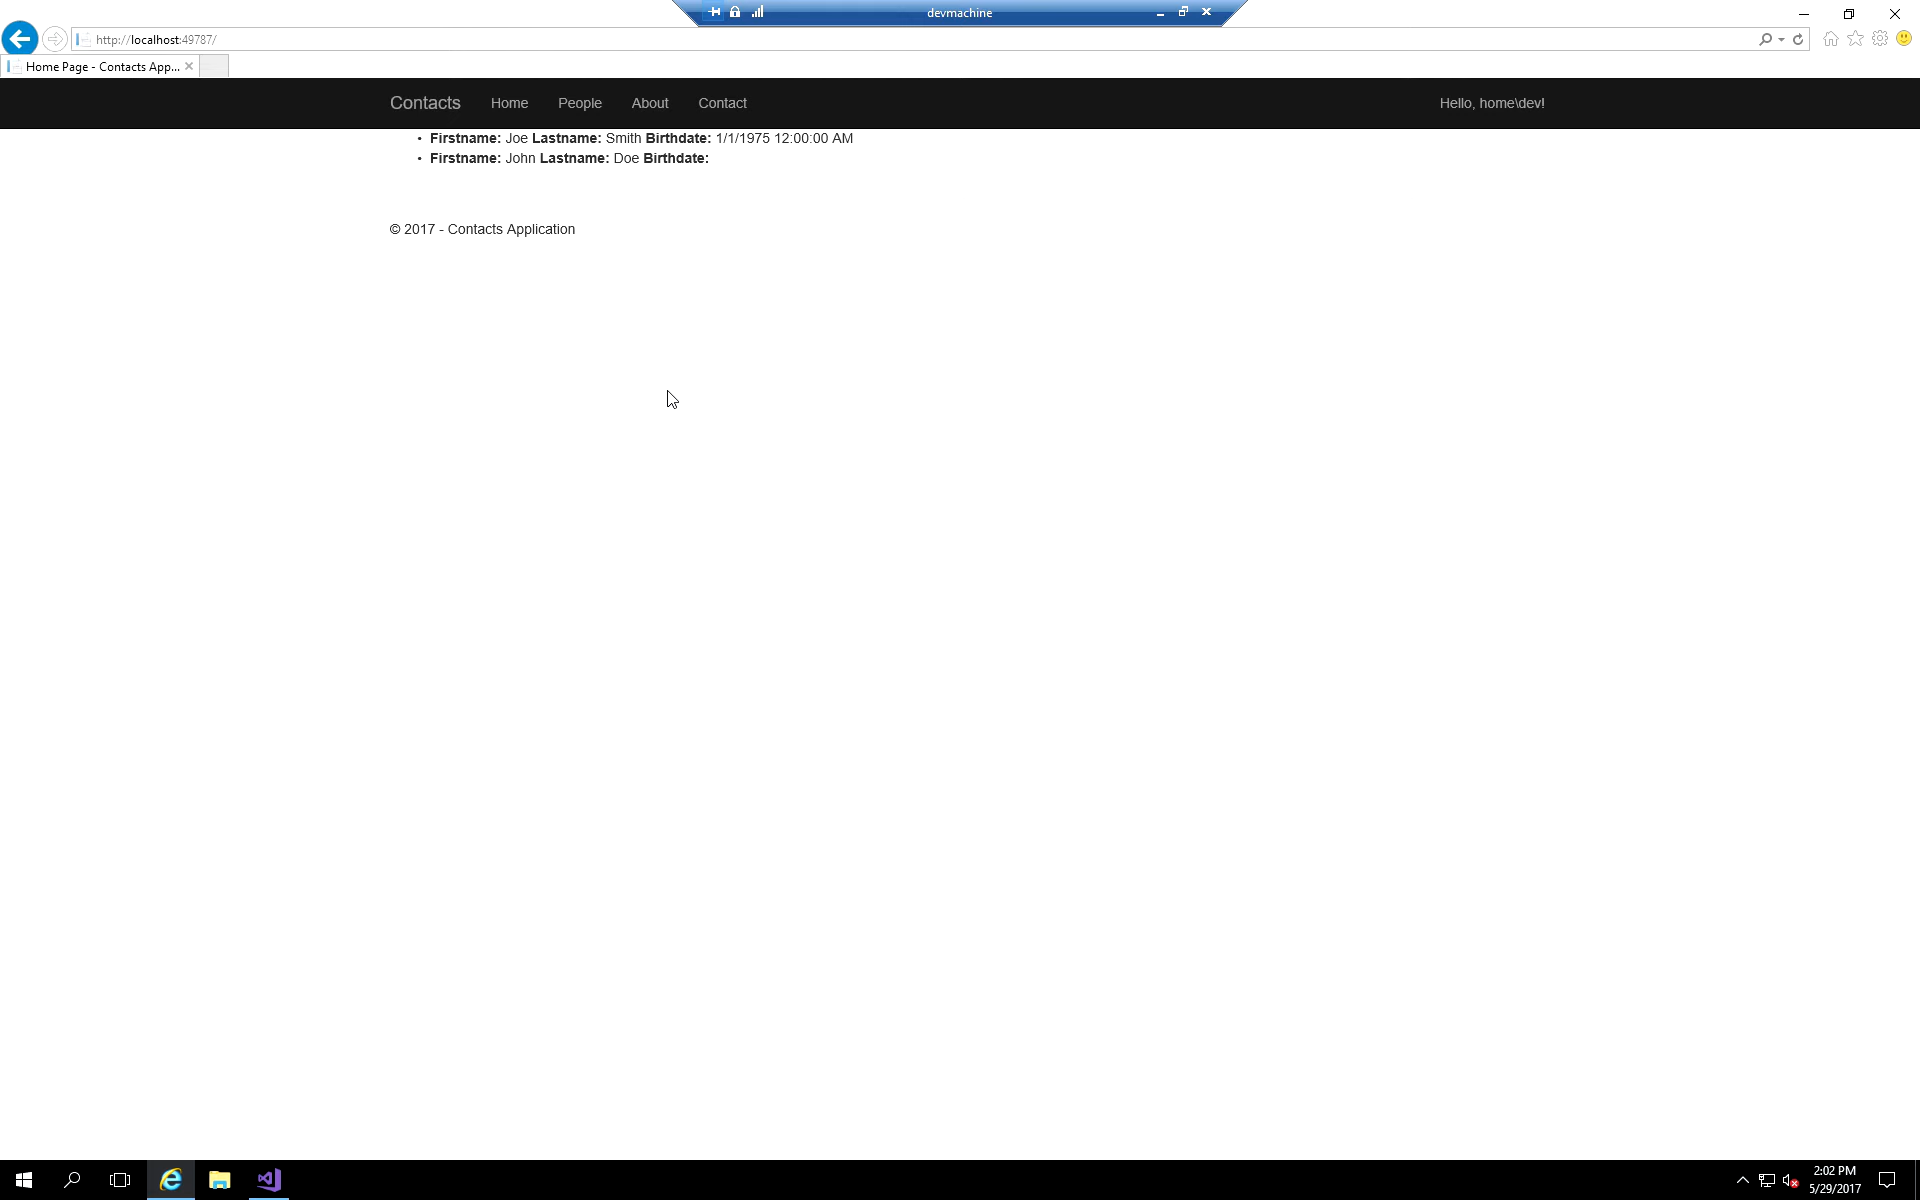 devmachine
http://localhost:49787/
Home Page - Contacts App...
Contacts Home People About Contact Hello, home\dev!
• Firstname: Joe Lastname: Smith Birthdate: 1/1/1975 12:00:00 AM
• Firstname: John Lastname: Doe Birthdate:
© 2017 - Contacts Application
2:02 PM
5/29/2017